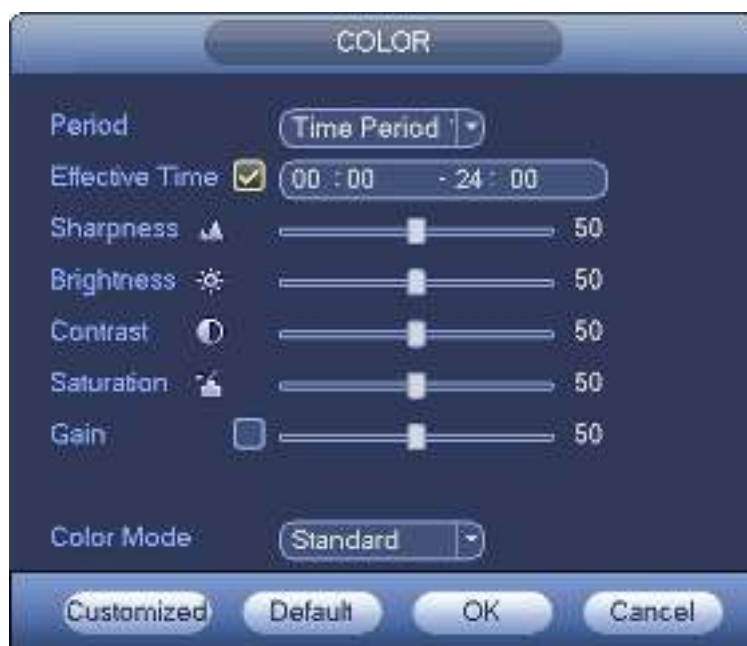 COLOR
Period Time Period
Effective Time 00 :00 - 24 : 00
Sharpness 50
Brightness 50
Contrast 50
Saturation 50
Gain 50
Color Mode Standard
Customized Default OK Cancel